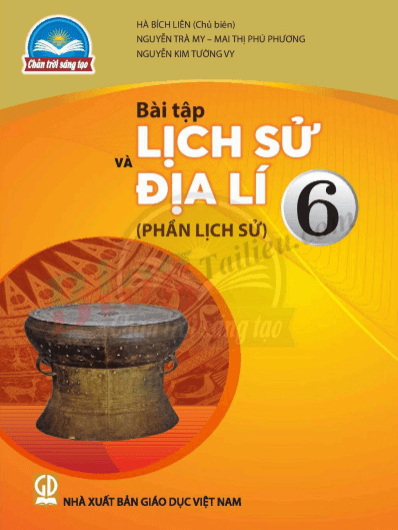 HÀ BÍCH LIÊN (Chủ biên)
NGUYỄN TRÀ MY – MAI THỊ PHÚ PHƯƠNG
NGUYỄN KIM TƯỜNG VY
Chân trời sáng tạo
Bài tập
LỊCH SỬ
và
ĐỊA LÍ 6
(PHẦN LỊCH SỬ)
Tailieu.com
Chân trời sáng tạo
GD
NHÀ XUẤT BẢN GIÁO DỤC VIỆT NAM